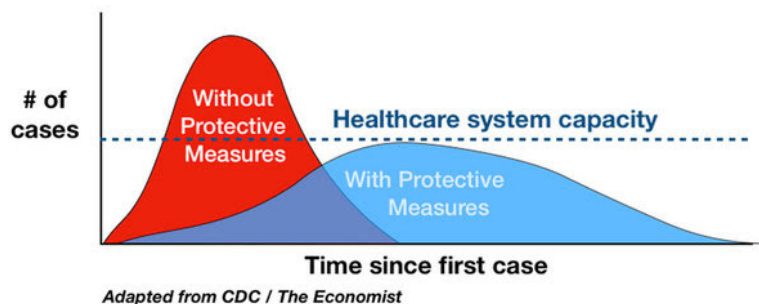 # of
cases
Without
Protective
Measures
Healthcare system capacity
With Protective
Measures
Time since first case
Adapted from CDC / The Economist